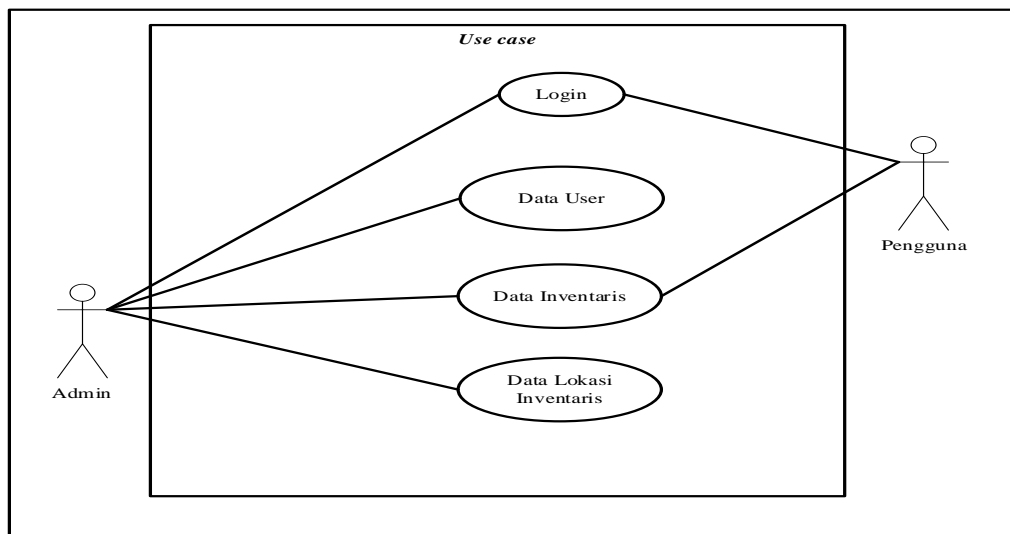 Use case
Login
Data User
Pengguna
Data Inventaris
Data Lokasi
Inventaris
Admin